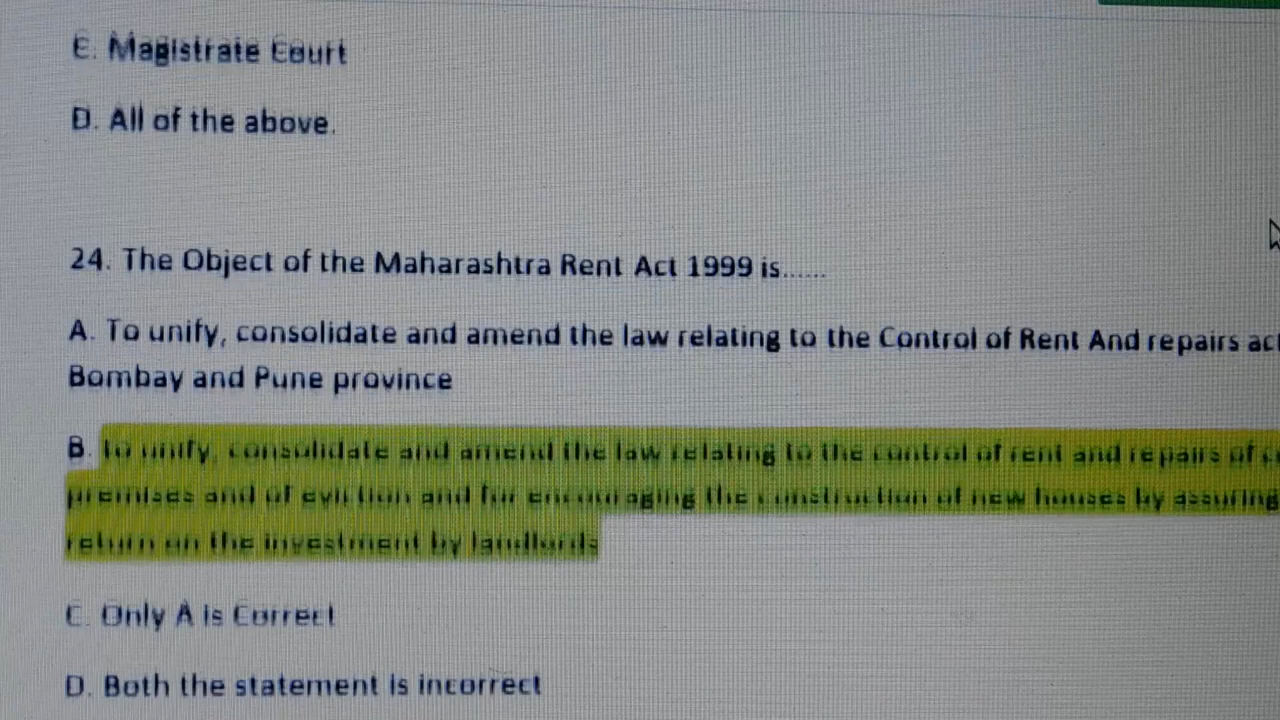 C. Magistrate Court
D. All of the above.
24. The Object of the Maharashtra Rent Act 1999 is......
A. To unify, consolidate and amend the law relating to the Control of Rent And repairs
Bombay and Pune province
B. To unify, consolidate and amend the law relating to the control of rent and repairs of
premises and of eviction and for encouraging the construction of new houses by assuring
return on the investment by landlords
C. Only A is Correct
D. Both the statement is incorrect